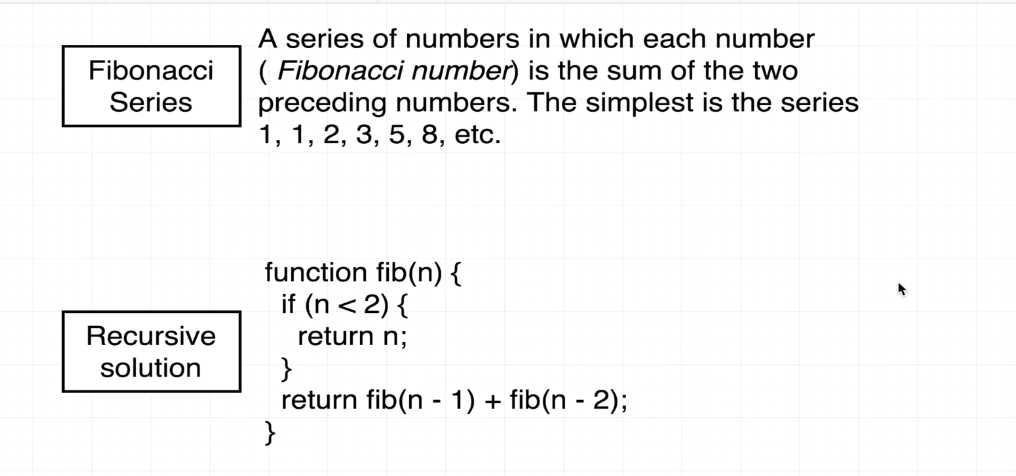 Fibonacci
Series
A series of numbers in which each number
( Fibonacci number) is the sum of the two
preceding numbers. The simplest is the series
1, 1, 2, 3, 5, 8, etc.
Recursive
solution
function fib(n) {
if (n < 2) {
return n;
}
return fib(n - 1) + fib(n - 2);
}